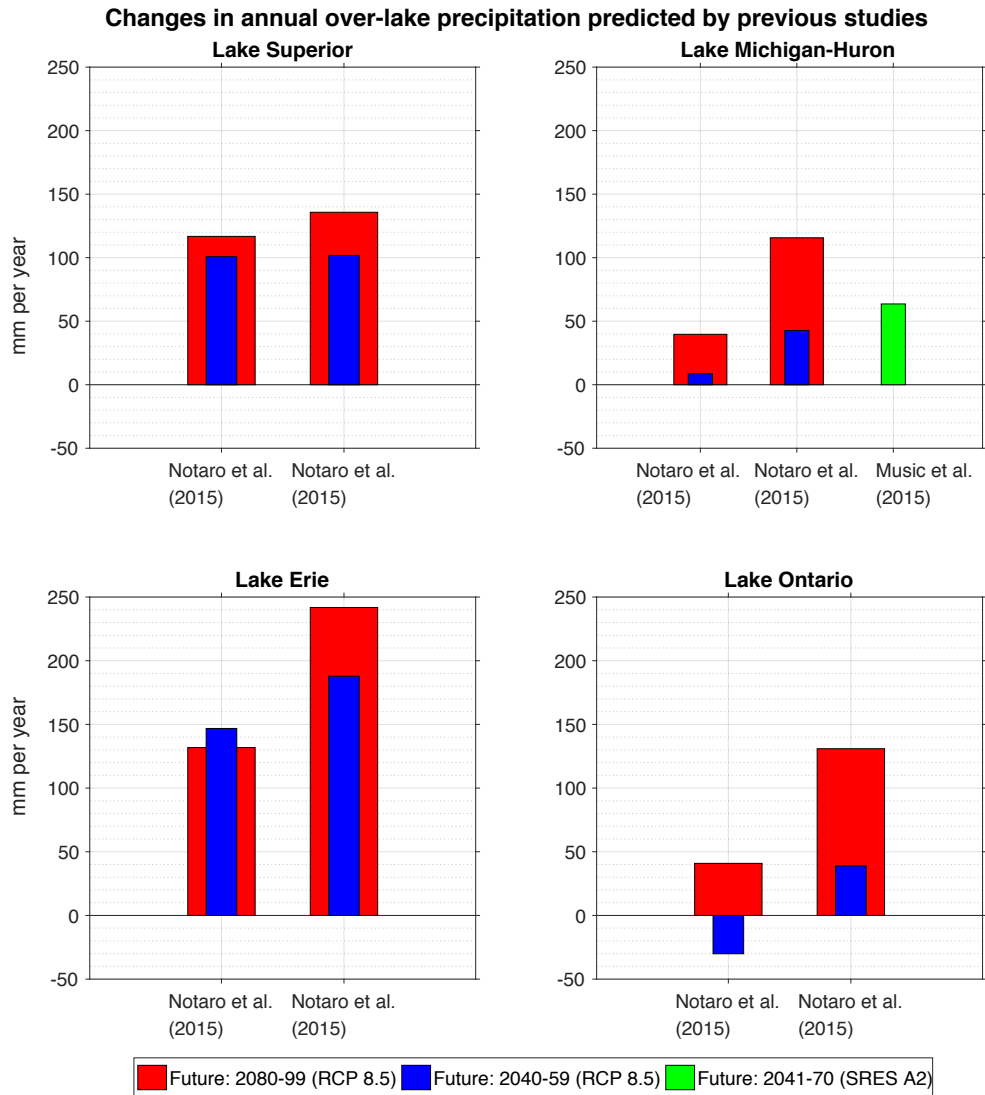 Changes in annual over-lake precipitation predicted by previous studies
Lake Superior
250
200
150
100
50
0
-50
mm per year
Notaro et al.
(2015)
Notaro et al.
(2015)
Lake Michigan-Huron
250
200
150
100
50
0
-50
Notaro et al.
(2015)
Notaro et al.
(2015)
Music et al.
(2015)
Lake Erie
250
200
150
100
50
0
-50
mm per year
Notaro et al.
(2015)
Notaro et al.
(2015)
Lake Ontario
250
200
150
100
50
0
-50
Notaro et al.
(2015)
Notaro et al.
(2015)
Future: 2080-99 (RCP 8.5)
Future: 2040-59 (RCP 8.5)
Future: 2041-70 (SRES A2)